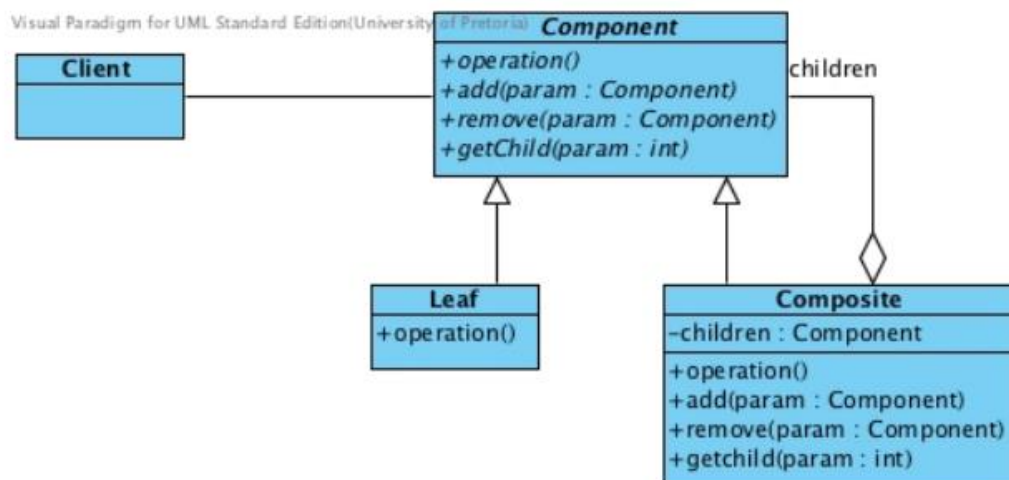 Visual Paradigm for UML Standard Edition(University of Pretoria)
Component
+operation()
+add(param : Component)
+remove(param : Component)
+getChild(param : int)
Client
children
Leaf
+operation()
Composite
-children : Component
+operation()
+add(param : Component)
+remove(param : Component)
+getchild(param : int)